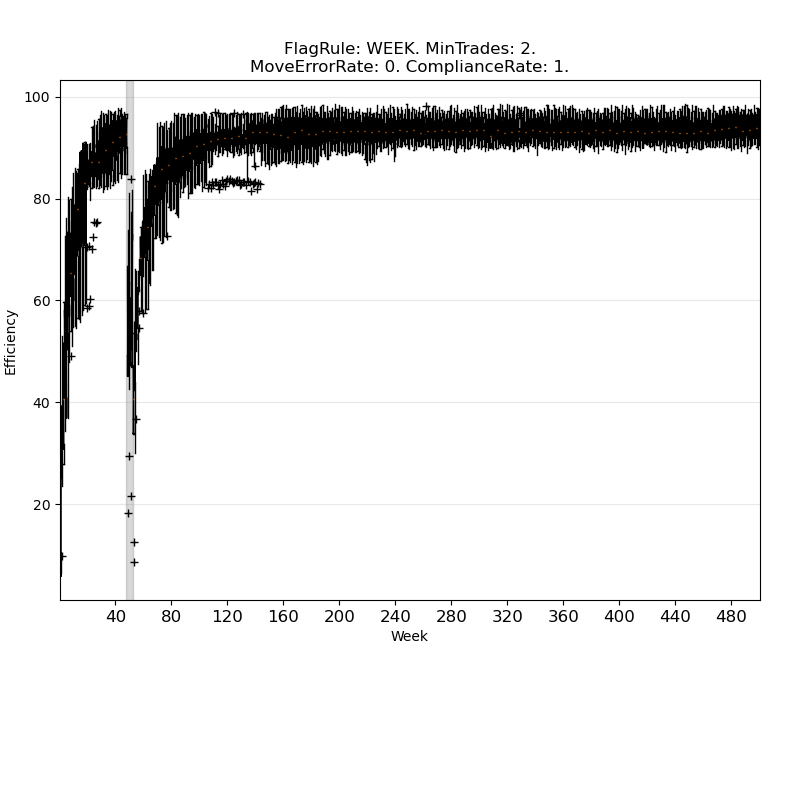 FlagRule: WEEK. MinTrades: 2.
MoveErrorRate: 0. ComplianceRate: 1.
100
80
60
40
20
Efficiency
40 80 120 160 200 240 280 320 360 400 440 480
Week